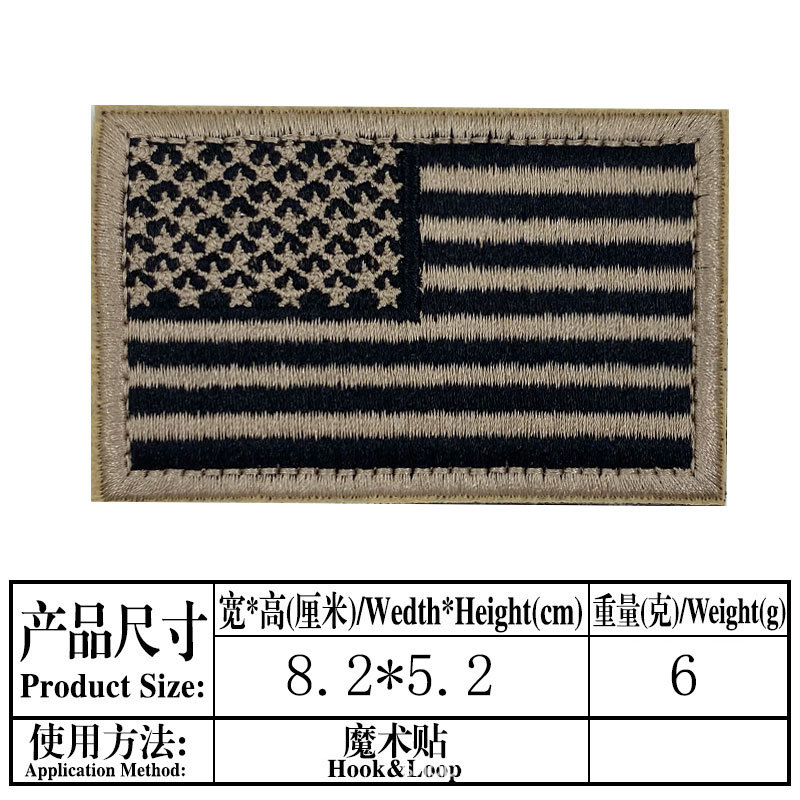 产品尺寸
Product Size:
宽*高(厘米)/Wedth*Height(cm)
重量(克)/Weight(g)
8.2*5.2
6
使用方法:
Application Method:
魔术贴
Hook&Loop